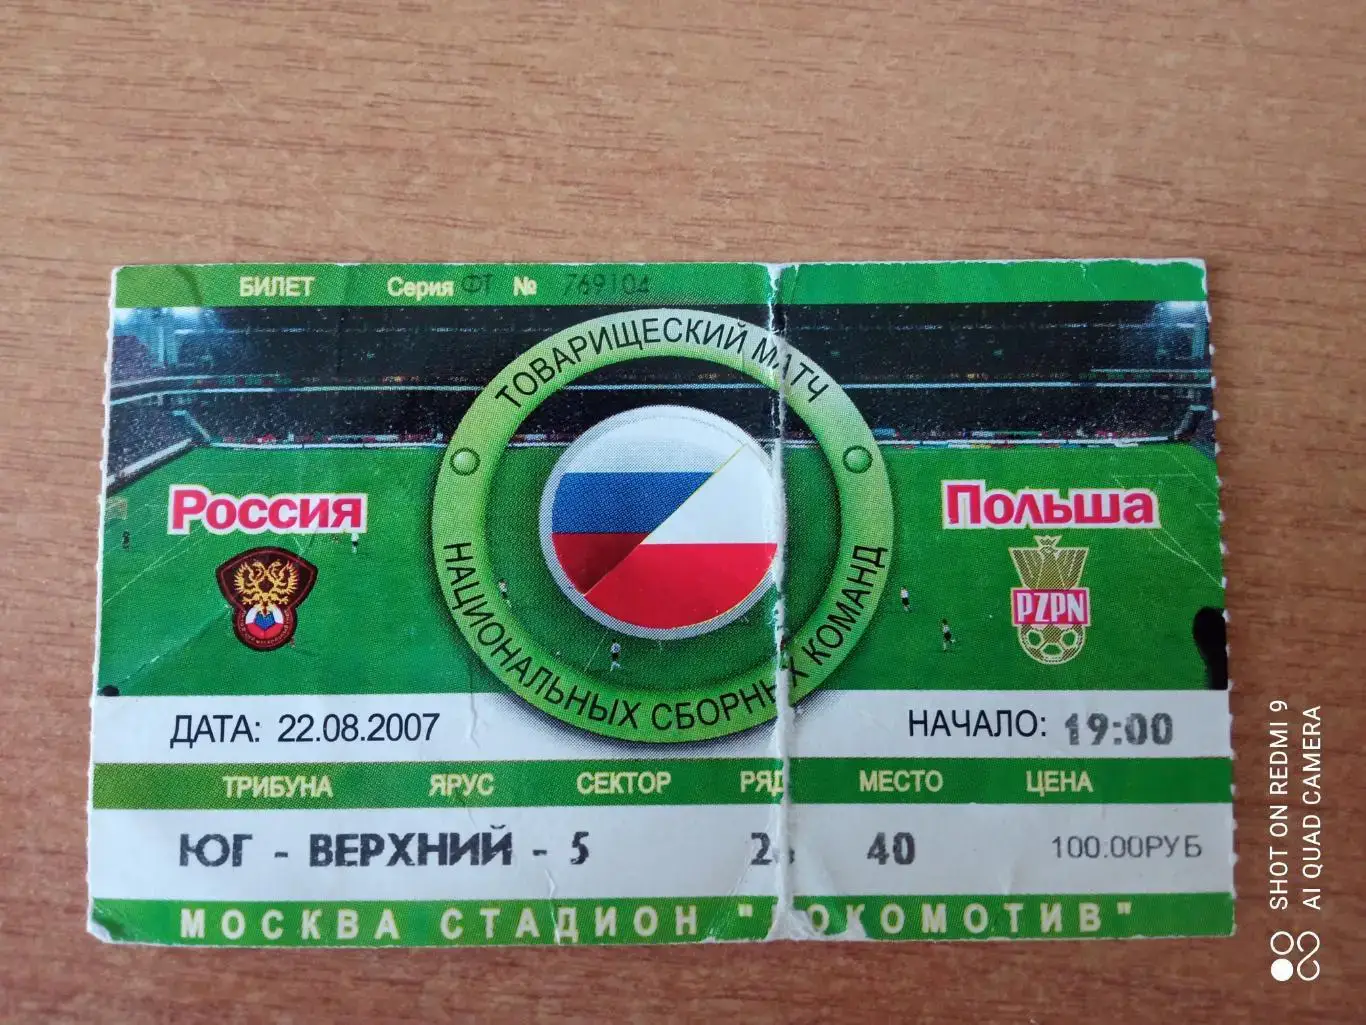 БИЛЕТ Серия ФТ № 769104
ТОВАРИЩЕСКИЙ МАТЧ
НАЦИОНАЛЬНЫХ СБОРНЫХ КОМАНД
Россия
Польша
PZPN
ДАТА: 22.08.2007
НАЧАЛО: 19:00
ТРИБУНА ЯРУС СЕКТОР РЯД МЕСТО ЦЕНА
ЮГ - ВЕРХНИЙ - 5 40 100.00РУБ
МОСКВА СТАДИОН "ЛОКОМОТИВ"
SHOT ON REDMI 9
AI QUAD CAMERA